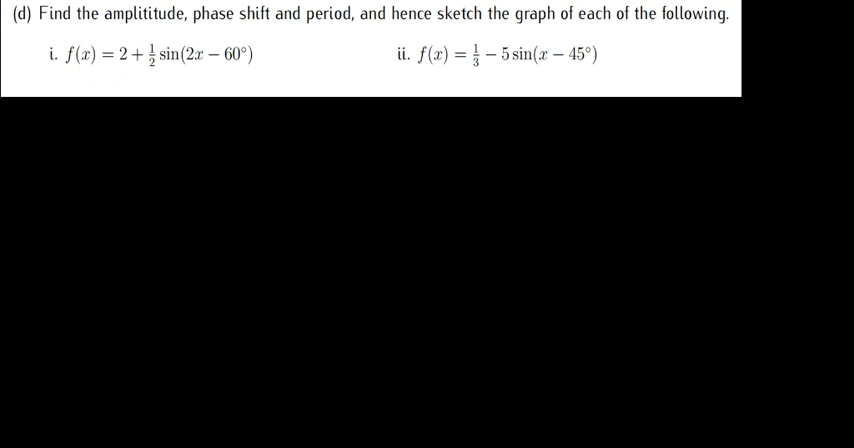 (d) Find the amplititude, phase shift and period, and hence sketch the graph of each of the following.
i. f(x) = 2 + 1/2 sin(2x − 60°) ii. f(x) = 1/3 − 5 sin(x − 45°)